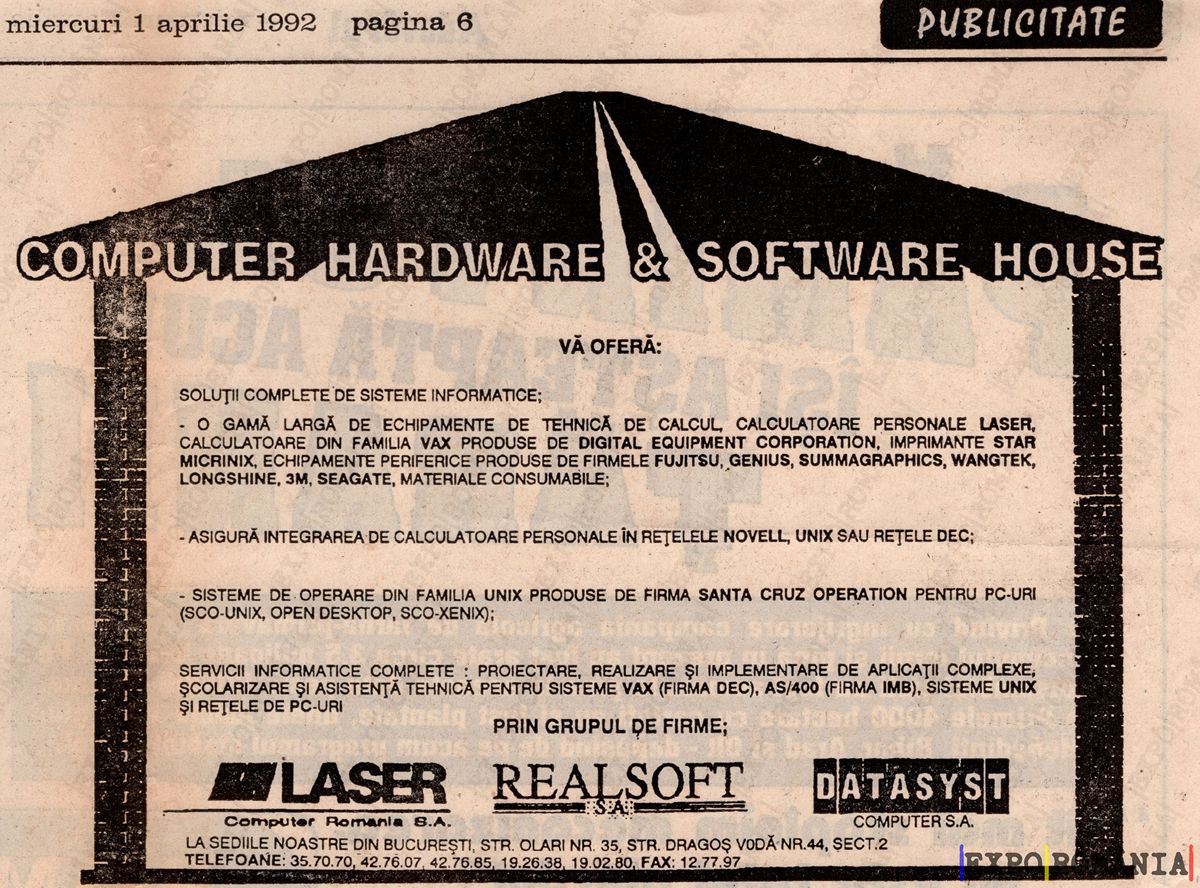 miercuri 1 aprilie 1992 pagina 6
PUBLICITATE
COMPUTER HARDWARE & SOFTWARE HOUSE
VĂ OFERĂ:
SOLUŢII COMPLETE DE SISTEME INFORMATICE;
- O GAMĂ LARGĂ DE ECHIPAMENTE DE TEHNICĂ DE CALCUL, CALCULATOARE PERSONALE LASER,
CALCULATOARE DIN FAMILIA VAX PRODUSE DE DIGITAL EQUIPMENT CORPORATION, IMPRIMANTE STAR
MICRINIX, ECHIPAMENTE PERIFERICE PRODUSE DE FIRMELE FUJITSU, GENIUS, SUMMAGRAPHICS, WANGTEK,
LONGSHINE, 3M, SEAGATE, MATERIALE CONSUMABILE;
- ASIGURĂ INTEGRAREA DE CALCULATOARE PERSONALE ÎN REŢELELE NOVELL, UNIX SAU REŢELE DEC;
- SISTEME DE OPERARE DIN FAMILIA UNIX PRODUSE DE FIRMA SANTA CRUZ OPERATION PENTRU PC-URI
(SCO-UNIX, OPEN DESKTOP, SCO-XENIX);
SERVICII INFORMATICE COMPLETE : PROIECTARE, REALIZARE ŞI IMPLEMENTARE DE APLICAŢII COMPLEXE,
ŞCOLARIZARE ŞI ASISTENŢĂ TEHNICĂ PENTRU SISTEME VAX (FIRMA DEC), AS/400 (FIRMA IMB), SISTEME UNIX
ŞI REŢELE DE PC-URI
PRIN GRUPUL DE FIRME;
LASER
Computer Romania S.A.
REALSOFT
S.A.
DATASYST
COMPUTER S.A.
LA SEDIILE NOASTRE DIN BUCUREŞTI, STR. OLARI NR. 35, STR. DRAGOŞ VODĂ NR.44, SECT.2
TELEFOANE: 35.70.70, 42.76.07, 42.76.85, 19.26.38, 19.02.80, FAX: 12.77.97
|EXPO|ROMANIA|